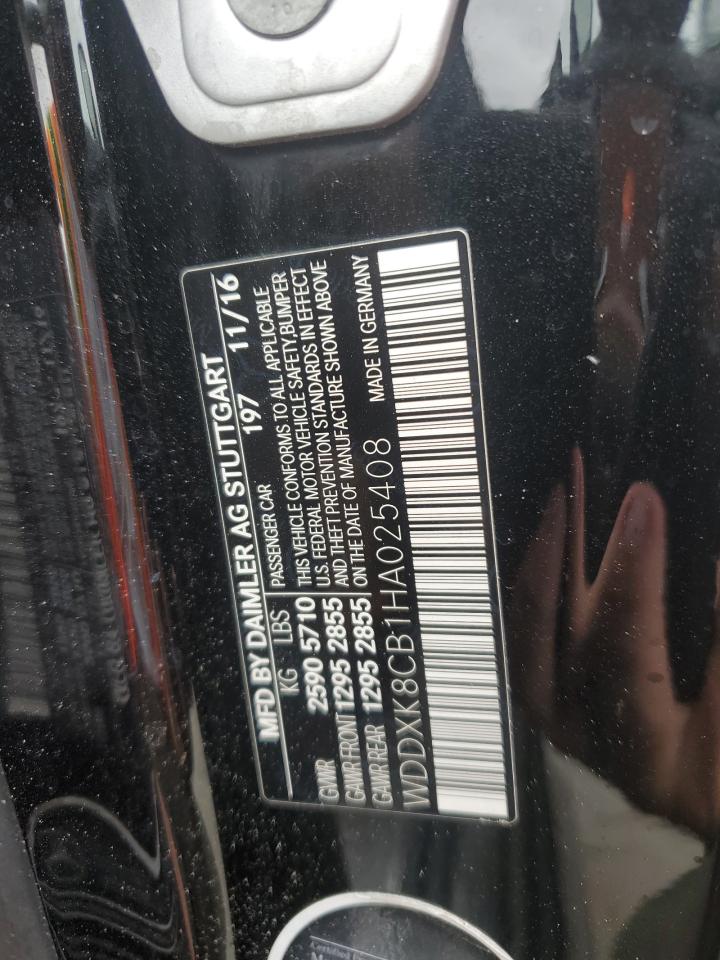 MFD BY DAIMLER AG STUTTGART
197 11/16
KG LBS
PASSENGER CAR
GVWR 2590 5710
GAWR FRONT 1295 2855
GAWR REAR 1295 2855
THIS VEHICLE CONFORMS TO ALL APPLICABLE
U.S. FEDERAL MOTOR VEHICLE SAFETY,BUMPER
AND THEFT PREVENTION STANDARDS IN EFFECT
ON THE DATE OF MANUFACTURE SHOWN ABOVE
WDDXK8CB1HA025408 MADE IN GERMANY
Certified